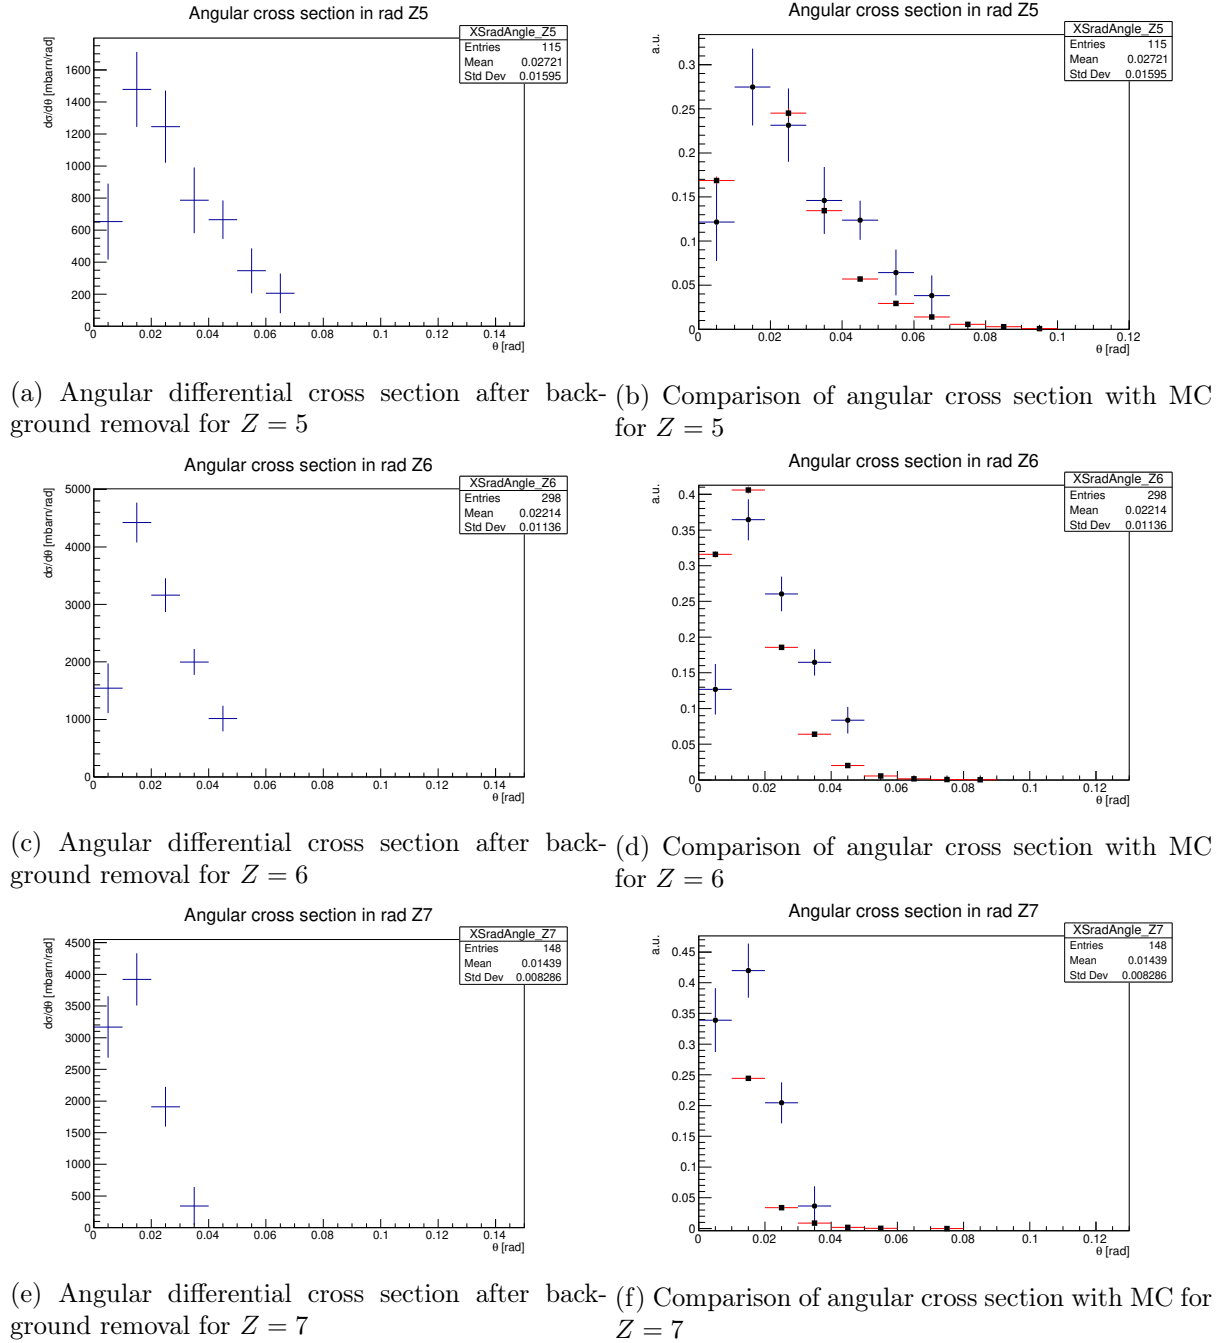 Angular cross section in rad Z5
XSradAngle_Z5
Entries 115
Mean 0.02721
Std Dev 0.01595
dσ/dθ [mbarn/rad]
1600
1400
1200
1000
800
600
400
200
0
0 0.02 0.04 0.06 0.08 0.1 0.12 0.14
θ [rad]
Angular cross section in rad Z5
XSradAngle_Z5
Entries 115
Mean 0.02721
Std Dev 0.01595
a.u.
0.3
0.25
0.2
0.15
0.1
0.05
0
0 0.02 0.04 0.06 0.08 0.1 0.12
θ [rad]
(a) Angular differential cross section after back-
ground removal for Z = 5
(b) Comparison of angular cross section with MC
for Z = 5
Angular cross section in rad Z6
XSradAngle_Z6
Entries 298
Mean 0.02214
Std Dev 0.01136
dσ/dθ [mbarn/rad]
5000
4000
3000
2000
1000
0
0 0.02 0.04 0.06 0.08 0.1 0.12 0.14
θ [rad]
Angular cross section in rad Z6
XSradAngle_Z6
Entries 298
Mean 0.02214
Std Dev 0.01136
a.u.
0.4
0.35
0.3
0.25
0.2
0.15
0.1
0.05
0
0 0.02 0.04 0.06 0.08 0.1 0.12
θ [rad]
(c) Angular differential cross section after back-
ground removal for Z = 6
(d) Comparison of angular cross section with MC
for Z = 6
Angular cross section in rad Z7
XSradAngle_Z7
Entries 148
Mean 0.01439
Std Dev 0.008286
dσ/dθ [mbarn/rad]
4500
4000
3500
3000
2500
2000
1500
1000
500
0
0 0.02 0.04 0.06 0.08 0.1 0.12 0.14
θ [rad]
Angular cross section in rad Z7
XSradAngle_Z7
Entries 148
Mean 0.01439
Std Dev 0.008286
a.u.
0.45
0.4
0.35
0.3
0.25
0.2
0.15
0.1
0.05
0
0 0.02 0.04 0.06 0.08 0.1 0.12
θ [rad]
(e) Angular differential cross section after back-
ground removal for Z = 7
(f) Comparison of angular cross section with MC for
Z = 7